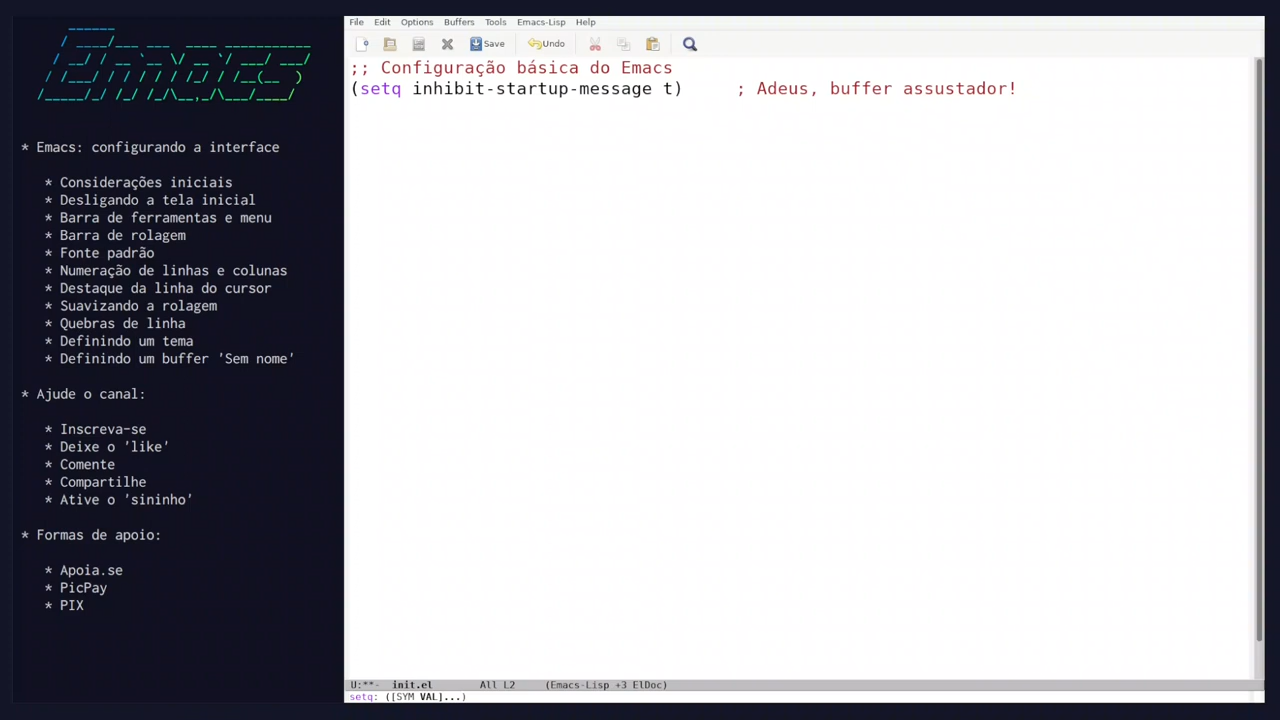 Emacs
* Emacs: configurando a interface
* Considerações iniciais
* Desligando a tela inicial
* Barra de ferramentas e menu
* Barra de rolagem
* Fonte padrão
* Numeração de linhas e colunas
* Destaque da linha do cursor
* Suavizando a rolagem
* Quebras de linha
* Definindo um tema
* Definindo um buffer 'Sem nome'
* Ajude o canal:
* Inscreva-se
* Deixe o 'like'
* Comente
* Compartilhe
* Ative o 'sininho'
* Formas de apoio:
* Apoia.se
* PicPay
* PIX
File Edit Options Buffers Tools Emacs-Lisp Help
Save Undo
;; Configuração básica do Emacs
(setq inhibit-startup-message t) ; Adeus, buffer assustador!
U:**- init.el All L2 (Emacs-Lisp +3 ElDoc)
setq: ([SYM VAL]...)